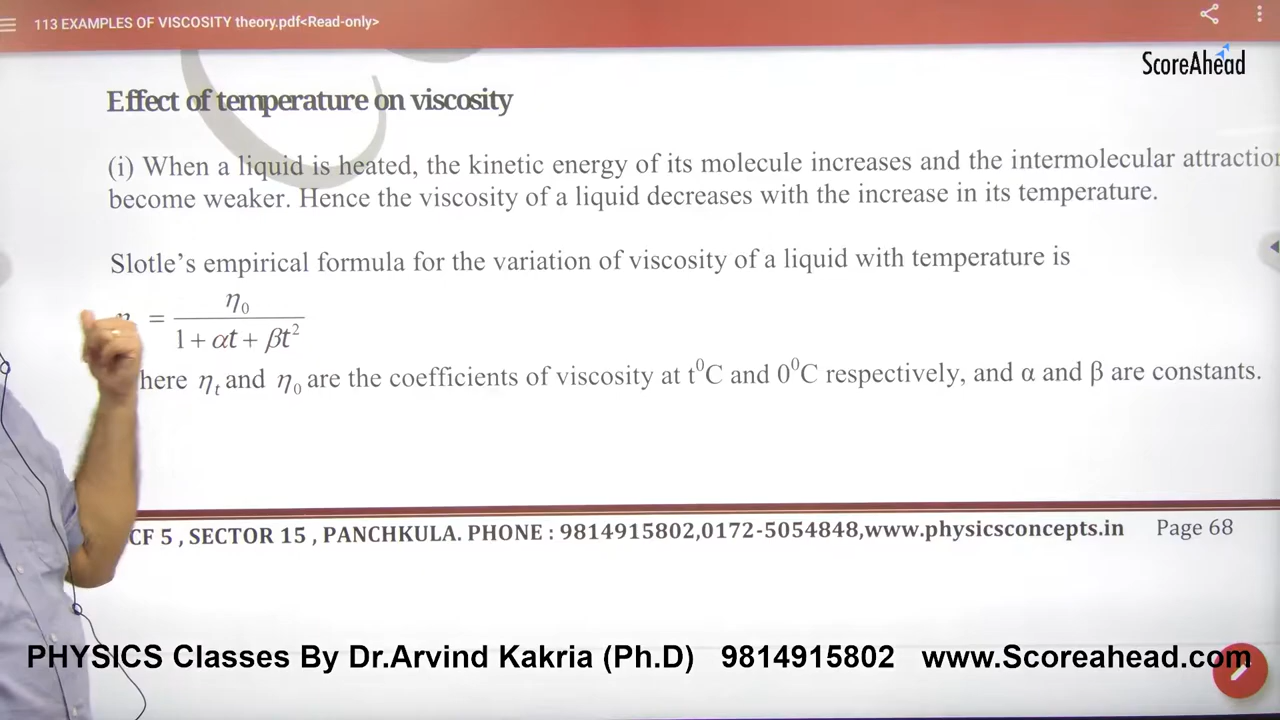 113 EXAMPLES OF VISCOSITY theory.pdf<Read-only>
ScoreAhead
Effect of temperature on viscosity
(i) When a liquid is heated, the kinetic energy of its molecule increases and the intermolecular attraction
become weaker. Hence the viscosity of a liquid decreases with the increase in its temperature.
Slotle’s empirical formula for the variation of viscosity of a liquid with temperature is
= η₀ / (1 + αt + βt²)
here ηₜ and η₀ are the coefficients of viscosity at t⁰C and 0⁰C respectively, and α and β are constants.
CF 5 , SECTOR 15 , PANCHKULA. PHONE : 9814915802,0172-5054848,www.physicsconcepts.in Page 68
PHYSICS Classes By Dr.Arvind Kakria (Ph.D) 9814915802 www.Scoreahead.com